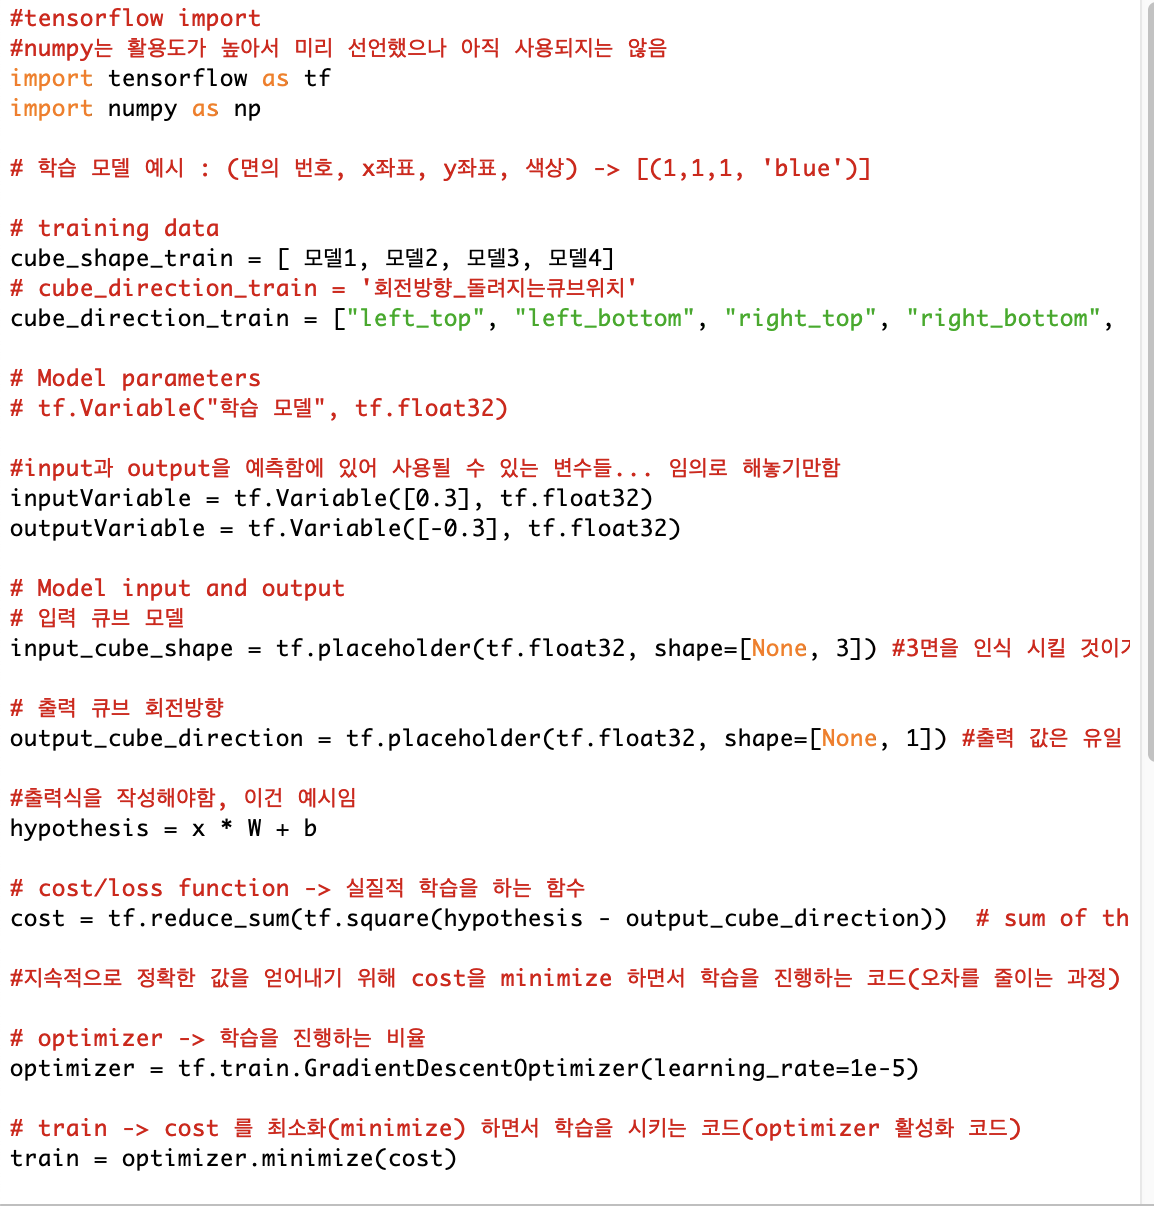 #tensorflow import
#numpy는 활용도가 높아서 미리 선언했으나 아직 사용되지는 않음
import tensorflow as tf
import numpy as np
# 학습 모델 예시 : (면의 번호, x좌표, y좌표, 색상) -> [(1,1,1, 'blue')]
# training data
cube_shape_train = [ 모델1, 모델2, 모델3, 모델4]
# cube_direction_train = '회전방향_돌려지는큐브위치'
cube_direction_train = ["left_top", "left_bottom", "right_top", "right_bottom",
# Model parameters
# tf.Variable("학습 모델", tf.float32)
#input과 output을 예측함에 있어 사용될 수 있는 변수들... 임의로 해놓기만함
inputVariable = tf.Variable([0.3], tf.float32)
outputVariable = tf.Variable([-0.3], tf.float32)
# Model input and output
# 입력 큐브 모델
input_cube_shape = tf.placeholder(tf.float32, shape=[None, 3]) #3면을 인식 시킬
# 출력 큐브 회전방향
output_cube_direction = tf.placeholder(tf.float32, shape=[None, 1]) #출력 값은 유일
#출력식을 작성해야함, 이건 예시임
hypothesis = x * W + b
# cost/loss function -> 실질적 학습을 하는 함수
cost = tf.reduce_sum(tf.square(hypothesis - output_cube_direction))  # sum of th
#지속적으로 정확한 값을 얻어내기 위해 cost을 minimize 하면서 학습을 진행하는 코드(오차를 줄이는 과정)
# optimizer -> 학습을 진행하는 비율
optimizer = tf.train.GradientDescentOptimizer(learning_rate=1e-5)
# train -> cost 를 최소화(minimize) 하면서 학습을 시키는 코드(optimizer 활성화 코드)
train = optimizer.minimize(cost)